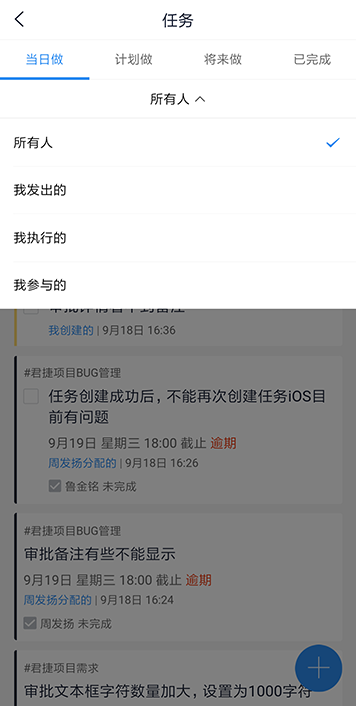 任务
当日做 计划做 将来做 已完成
所有人
所有人
我发出的
我执行的
我参与的
审批详情看不到备注
我创建的 | 9月18日 16:36
#君捷项目BUG管理
任务创建成功后，不能再次创建任务iOS目
前有问题
9月19日 星期三 18:00 截止 逾期
周发扬分配的 | 9月18日 16:26
鲁金铭 未完成
#君捷项目BUG管理
审批备注有些不能显示
9月19日 星期三 18:00 截止 逾期
周发扬分配的 | 9月18日 16:24
周发扬 未完成
#君捷项目需求
审批文本框字符数量加大，设置为1000字符